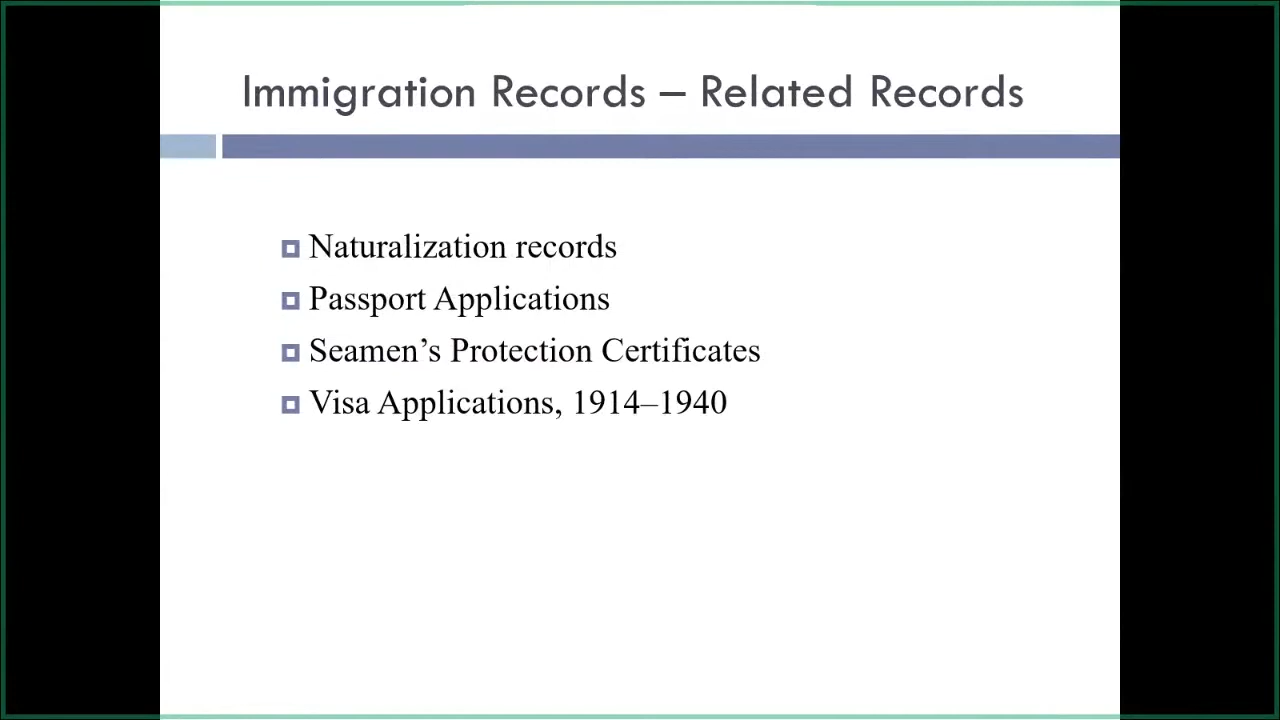 Immigration Records – Related Records
Naturalization records
Passport Applications
Seamen’s Protection Certificates
Visa Applications, 1914–1940